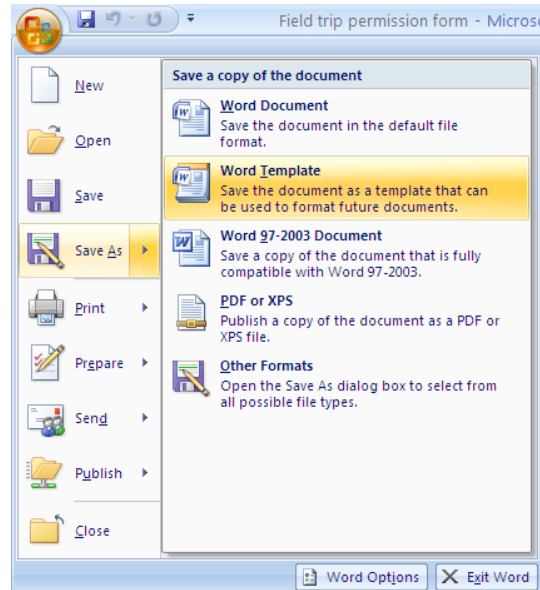 Field trip permission form - Micros
New
Open
Save
Save As
Print
Prepare
Send
Publish
Close
Save a copy of the document
Word Document
Save the document in the default file
format.
Word Template
Save the document as a template that can
be used to format future documents.
Word 97-2003 Document
Save a copy of the document that is fully
compatible with Word 97-2003.
PDF or XPS
Publish a copy of the document as a PDF or
XPS file.
Other Formats
Open the Save As dialog box to select from
all possible file types.
Word Options
Exit Word